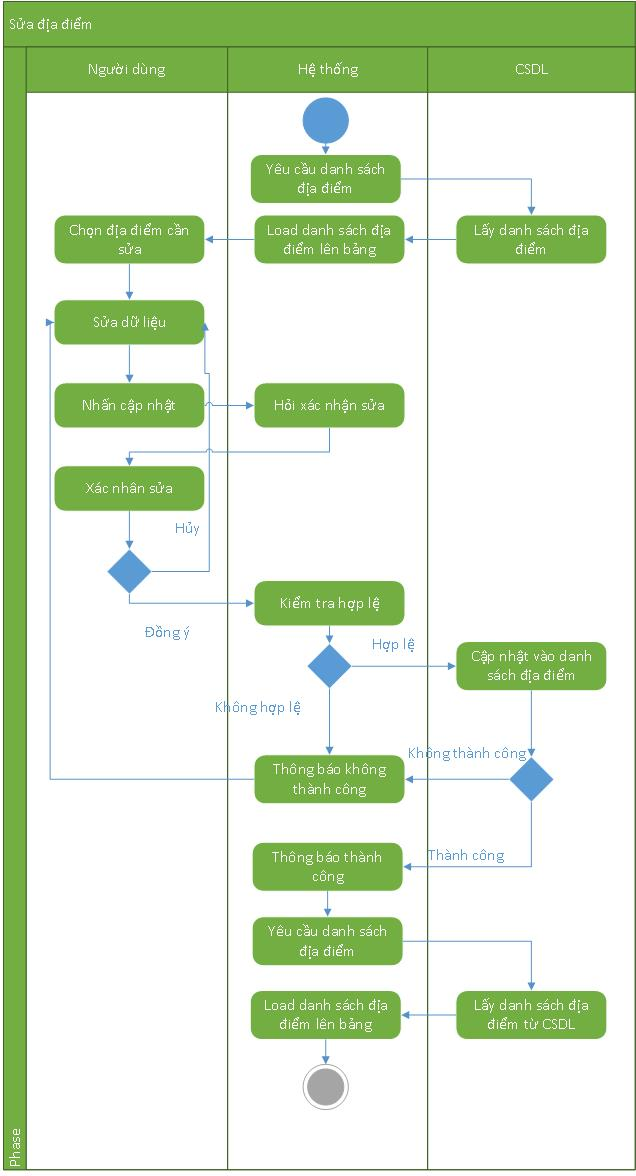 Sửa địa điểm
Người dùng
Hệ thống
CSDL
Yêu cầu danh sách
địa điểm
Chọn địa điểm cần
sửa
Load danh sách địa
điểm lên bảng
Lấy danh sách địa
điểm
Sửa dữ liệu
Nhấn cập nhật
Hỏi xác nhận sửa
Xác nhân sửa
Hủy
Kiểm tra hợp lệ
Đồng ý
Hợp lệ
Cập nhật vào danh
sách địa điểm
Không hợp lệ
Không thành công
Thông báo không
thành công
Thông báo thành
công
Thành công
Yêu cầu danh sách
địa điểm
Load danh sách địa
điểm lên bảng
Lấy danh sách địa
điểm từ CSDL
Phase